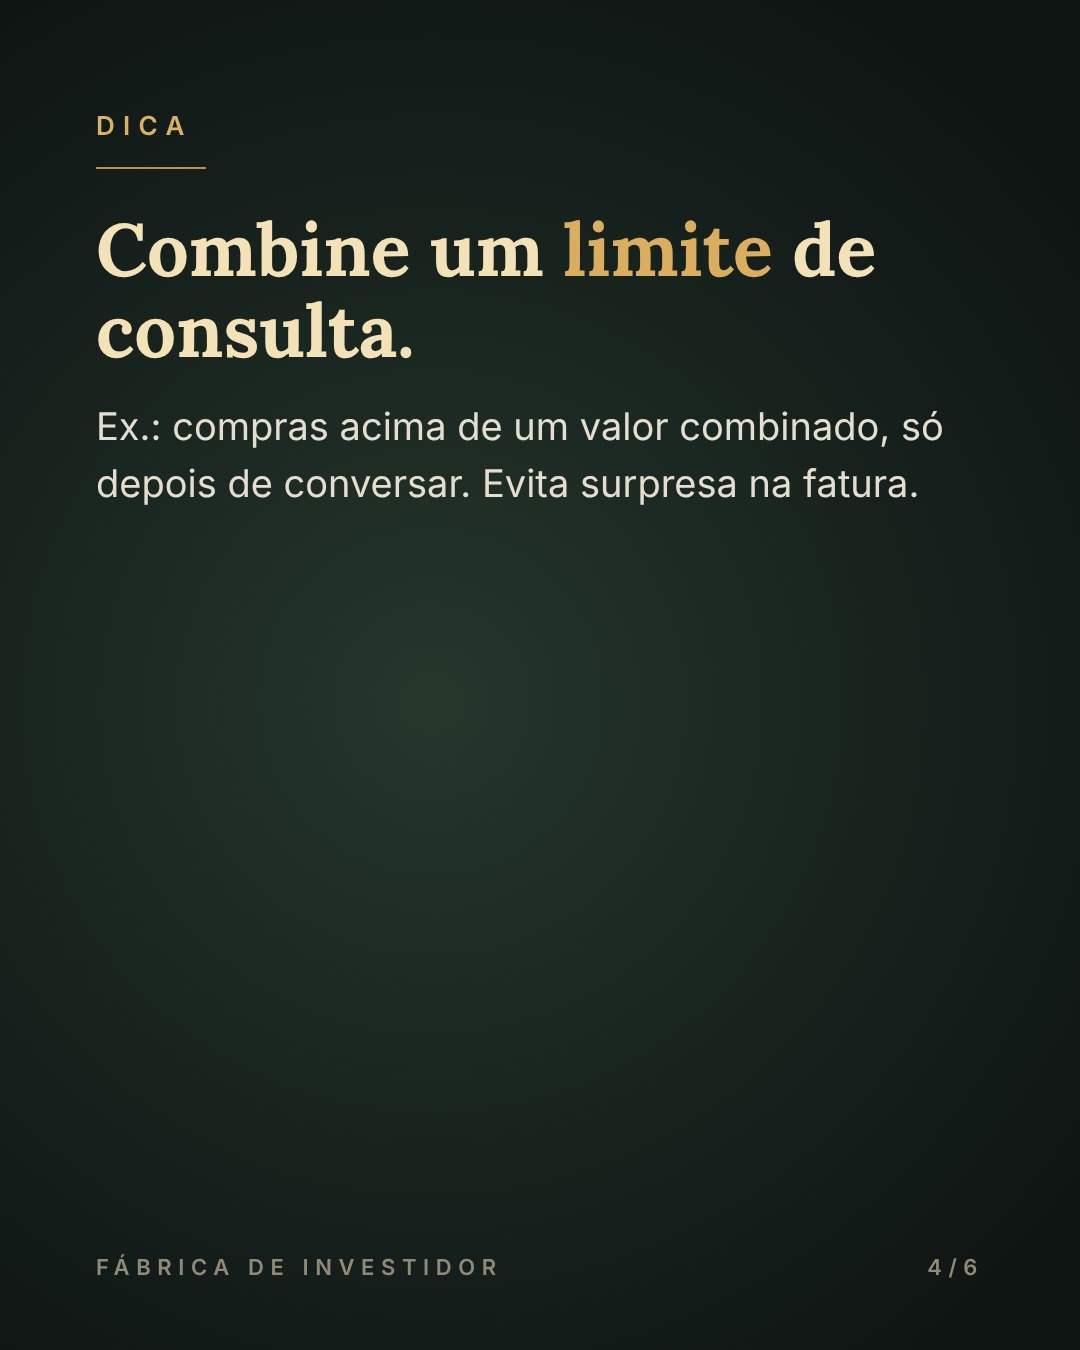 DICA
Combine um limite de
consulta.
Ex.: compras acima de um valor combinado, só
depois de conversar. Evita surpresa na fatura.
FÁBRICA DE INVESTIDOR
4/6